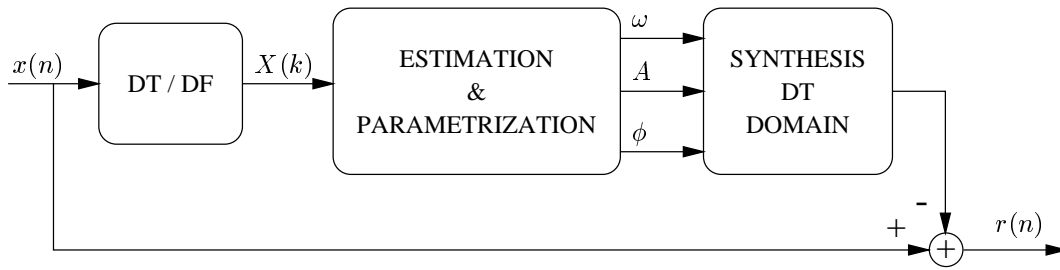 x(n)
DT / DF
X(k)
ESTIMATION
&
PARAMETRIZATION
ω
A
ϕ
SYNTHESIS
DT
DOMAIN
-
+
+
r(n)